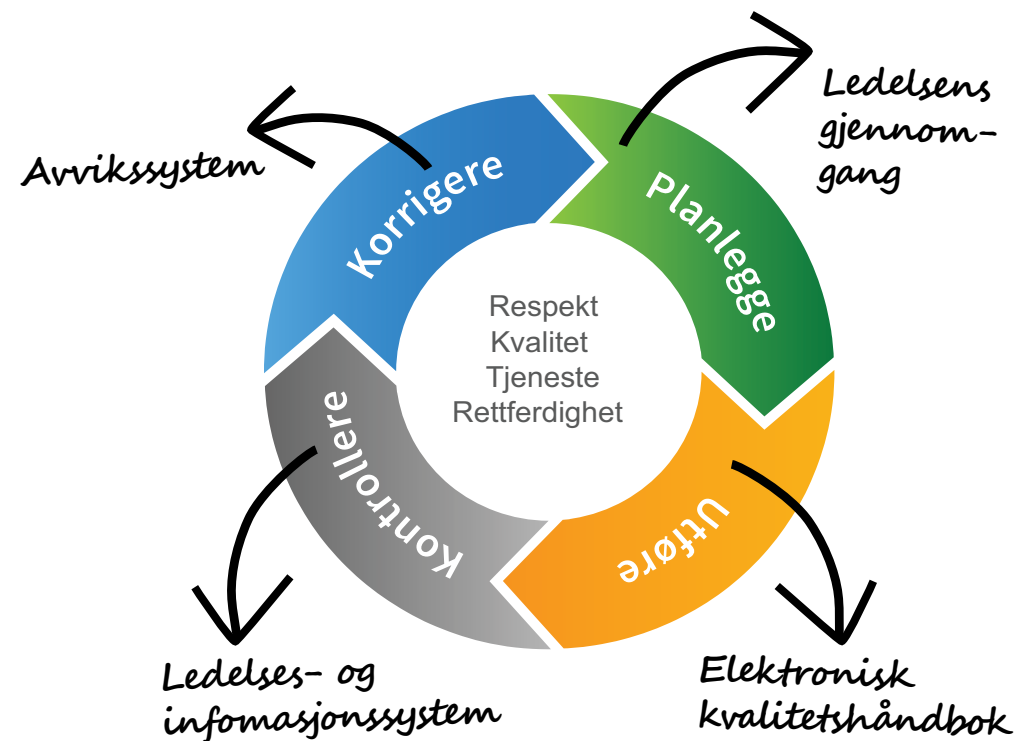 Ledelsens
gjennom-
gang
Avvikssystem
Korrigere
Planlegge
Respekt
Kvalitet
Tjeneste
Rettferdighet
Kontrollere
Utføre
Ledelses- og
infomasjonssystem
Elektronisk
kvalitetshåndbok